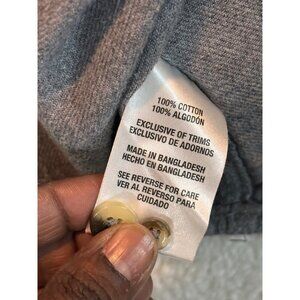 100% COTTON
100% ALGODÓN
EXCLUSIVE OF TRIMS
EXCLUSIVO DE ADORNOS
MADE IN BANGLADESH
HECHO EN BANGLADESH
SEE REVERSE FOR CARE
VER AL REVERSO PARA
CUIDADO